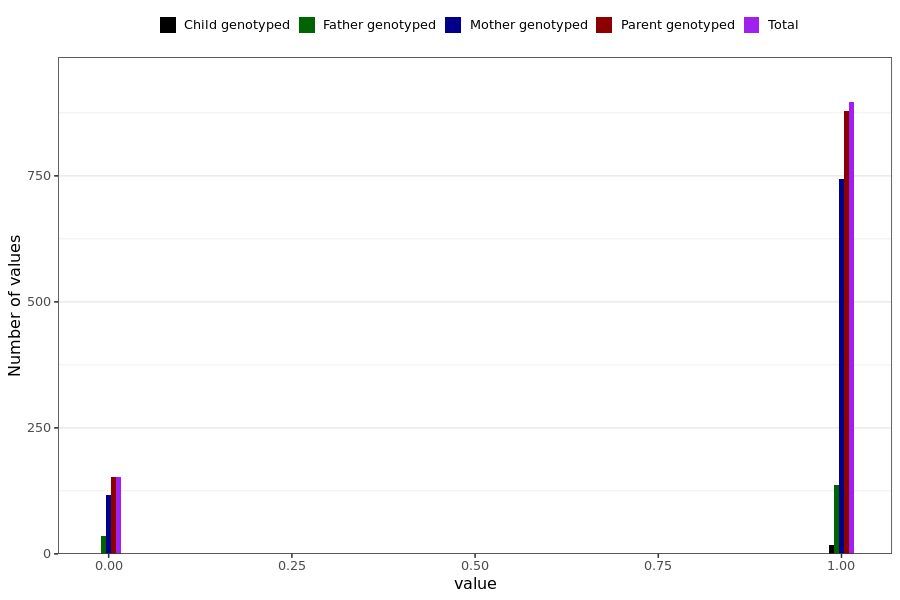 Child genotyped Father genotyped Mother genotyped Parent genotyped Total
Number of values
750
500
250
0
0.00 0.25 0.50 0.75 1.00
value